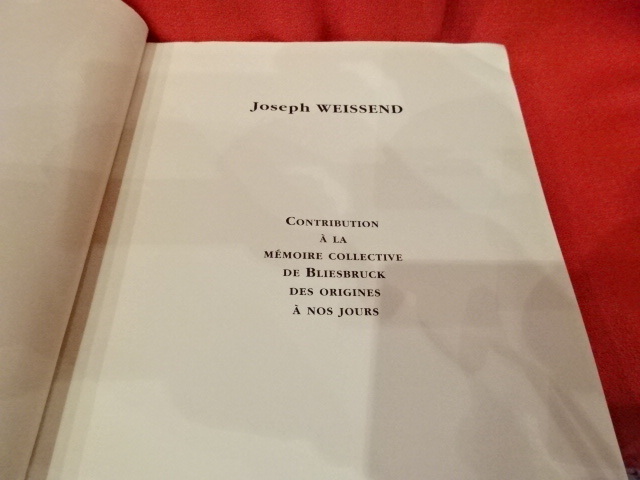 Joseph WEISSEND
CONTRIBUTION
À LA
MÉMOIRE COLLECTIVE
DE BLIESBRUCK
DES ORIGINES
À NOS JOURS